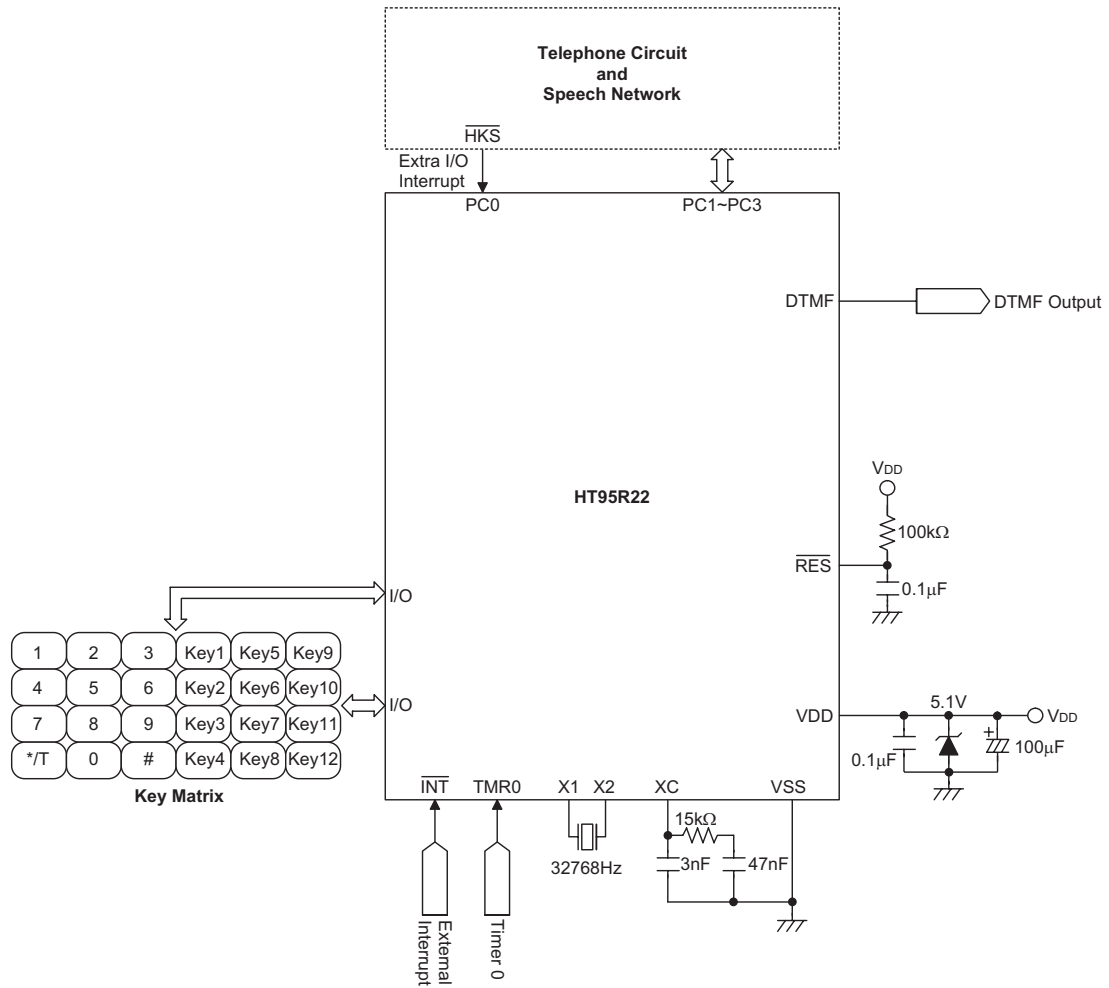 Telephone Circuit
and
Speech Network
HKS
Extra I/O
Interrupt
PC0
PC1~PC3
DTMF
DTMF Output
VDD
100kΩ
HT95R22
RES
0.1μF
I/O
1 2 3 Key1 Key5 Key9
4 5 6 Key2 Key6 Key10
I/O
7 8 9 Key3 Key7 Key11
*/T 0 # Key4 Key8 Key12
Key Matrix
VDD
5.1V
VDD
0.1μF
+
100μF
INT
TMR0
X1
X2
XC
VSS
15kΩ
32768Hz
3nF
47nF
External
Interrupt
Timer 0